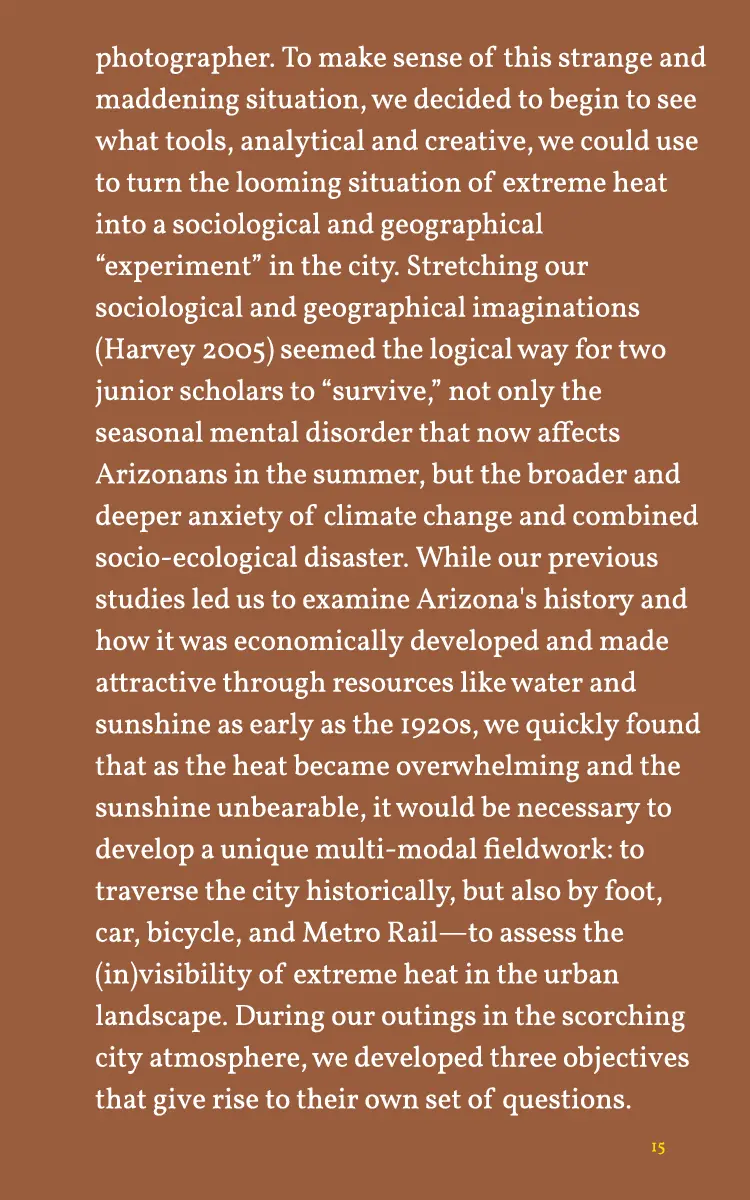 photographer. To make sense of this strange and
maddening situation, we decided to begin to see
what tools, analytical and creative, we could use
to turn the looming situation of extreme heat
into a sociological and geographical
“experiment” in the city. Stretching our
sociological and geographical imaginations
(Harvey 2005) seemed the logical way for two
junior scholars to “survive,” not only the
seasonal mental disorder that now affects
Arizonans in the summer, but the broader and
deeper anxiety of climate change and combined
socio-ecological disaster. While our previous
studies led us to examine Arizona's history and
how it was economically developed and made
attractive through resources like water and
sunshine as early as the 1920s, we quickly found
that as the heat became overwhelming and the
sunshine unbearable, it would be necessary to
develop a unique multi-modal fieldwork: to
traverse the city historically, but also by foot,
car, bicycle, and Metro Rail—to assess the
(in)visibility of extreme heat in the urban
landscape. During our outings in the scorching
city atmosphere, we developed three objectives
that give rise to their own set of questions.
15